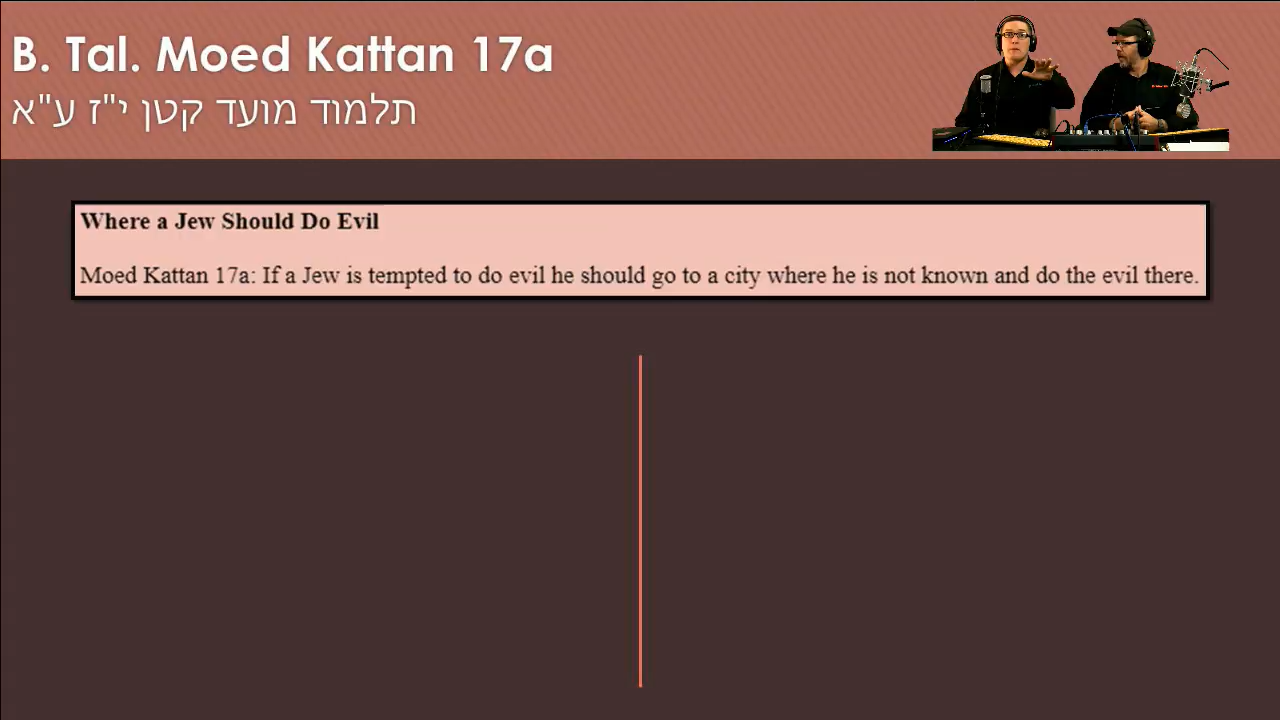 B. Tal. Moed Kattan 17a
תלמוד מועד קטן י"ז ע"א
Where a Jew Should Do Evil
Moed Kattan 17a: If a Jew is tempted to do evil he should go to a city where he is not known and do the evil there.